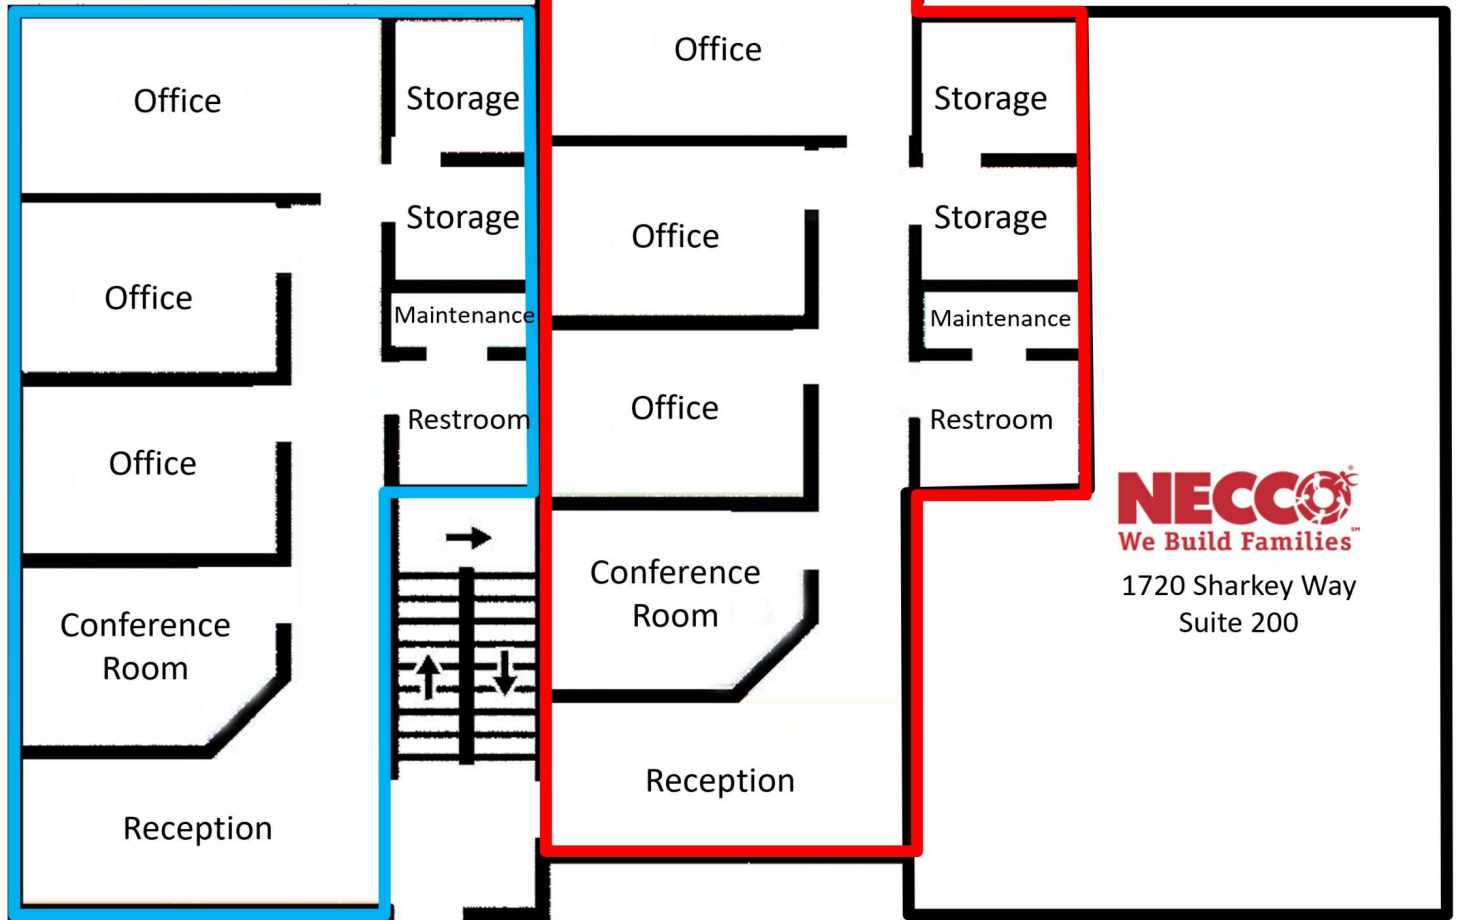 Office
Storage
Storage
Office
Maintenance
Restroom
Office
Conference
Room
Reception
Office
Storage
Office
Storage
Maintenance
Office
Restroom
Conference
Room
Reception
NECCO®
We Build Families℠
1720 Sharkey Way
Suite 200